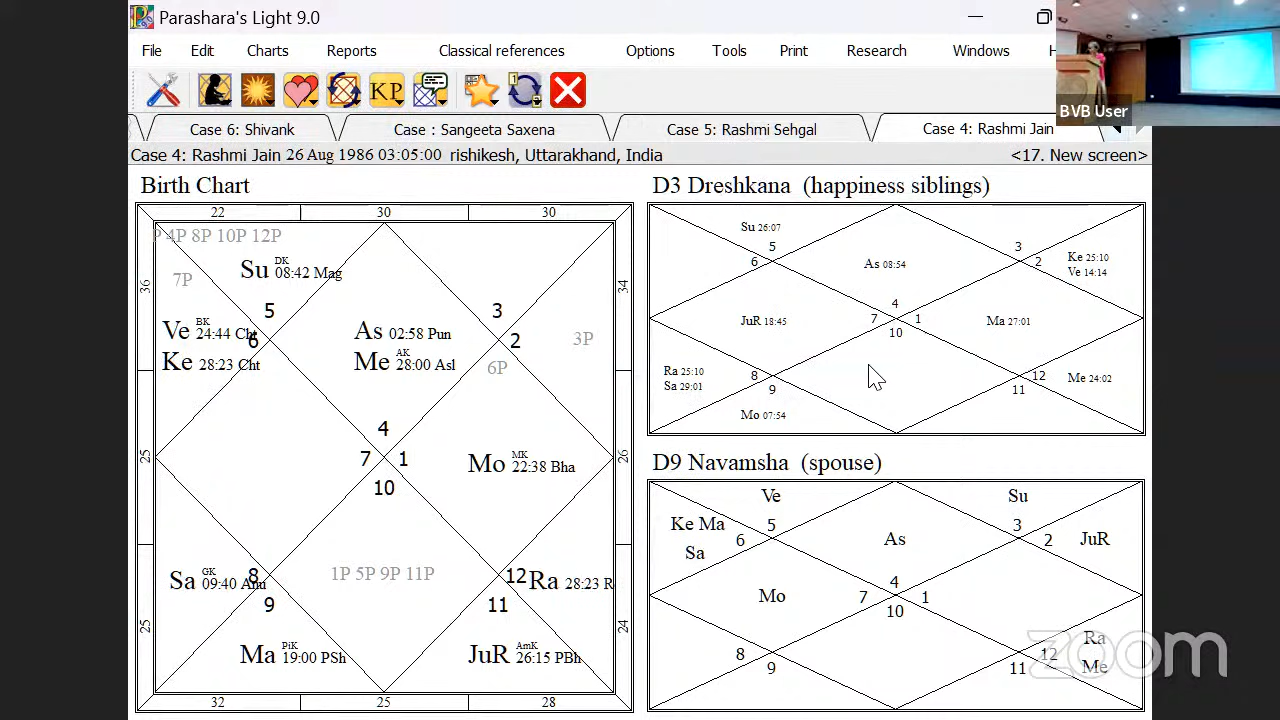 Parashara's Light 9.0
File Edit Charts Reports Classical references Options Tools Print Research Windows
KP
BVB User
Case 6: Shivank
Case : Sangeeta Saxena
Case 5: Rashmi Sehgal
Case 4: Rashmi Jain
Case 4: Rashmi Jain 26 Aug 1986 03:05:00 rishikesh, Uttarakhand, India <17. New screen>
Birth Chart
22 30 30
P 4P 8P 10P 12P
Su DK 08:42 Mag
7P
36
34
5
3
Ve BK 24:44 Cht
6
As 02:58 Pun
2
3P
Ke 28:23 Cht
Me AK 28:00 Asl
6P
4
25
7 1
Mo MK 22:38 Bha
26
10
Sa GK 09:40 Anu
8
1P 5P 9P 11P
12
Ra 28:23 R
9
11
25
24
Ma PiK 19:00 PSh
JuR AmK 26:15 PBh
32 25 28
D3 Dreshkana (happiness siblings)
Su 26:07
5
6
As 08:54
3
2
Ke 25:10
Ve 14:14
4
JuR 18:45
7 1
Ma 27:01
10
Ra 25:10
Sa 29:01
8
9
12
11
Me 24:02
Mo 07:54
D9 Navamsha (spouse)
Ve
Su
Ke Ma
5
3
Sa
6
As
2
JuR
4
Mo
7 1
10
Ra
8
9
12
11
Me
zoom